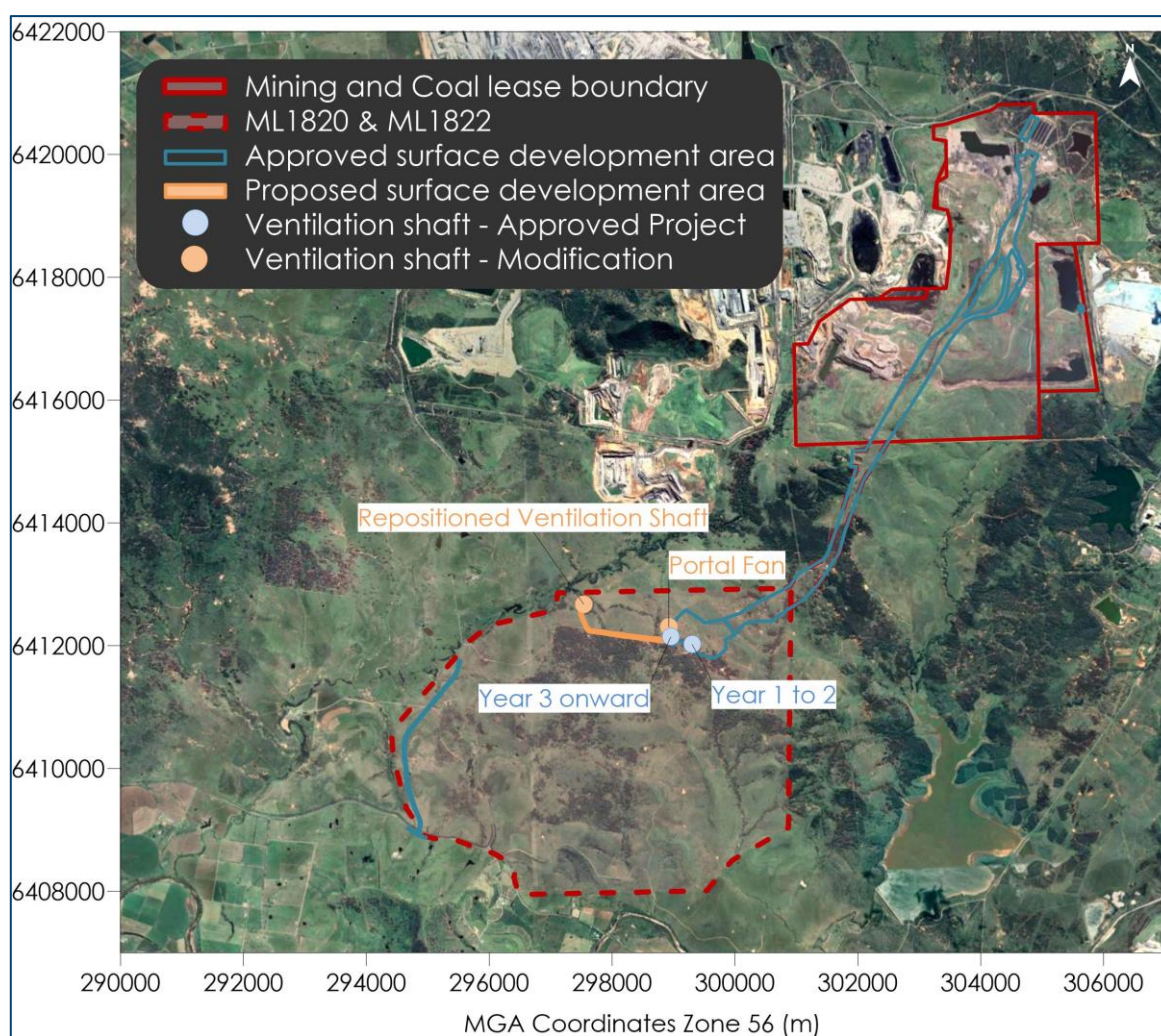 6422000
6420000
6418000
6416000
6414000
6412000
6410000
6408000
N
Mining and Coal lease boundary
ML1820 & ML1822
Approved surface development area
Proposed surface development area
Ventilation shaft - Approved Project
Ventilation shaft - Modification
Repositioned Ventilation Shaft
Portal Fan
Year 3 onward
Year 1 to 2
290000
292000
294000
296000
298000
300000
302000
304000
306000
MGA Coordinates Zone 56 (m)